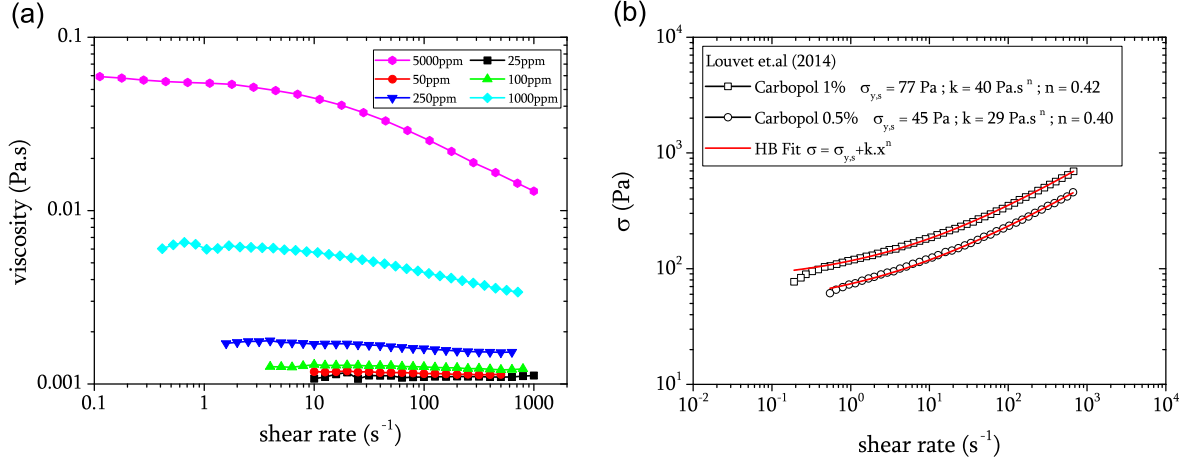 (a)
0.1
0.01
0.001
viscosity (Pa.s)
5000ppm 25ppm
50ppm 100ppm
250ppm 1000ppm
0.1 1 10 100 1000
shear rate (s⁻¹)
(b)
10⁴
10³
10²
10¹
σ (Pa)
Louvet et.al (2014)
Carbopol 1% σy,s = 77 Pa ; k = 40 Pa.sⁿ ; n = 0.42
Carbopol 0.5% σy,s = 45 Pa ; k = 29 Pa.sⁿ ; n = 0.40
HB Fit σ = σy,s+k.xⁿ
10⁻² 10⁻¹ 10⁰ 10¹ 10² 10³ 10⁴
shear rate (s⁻¹)